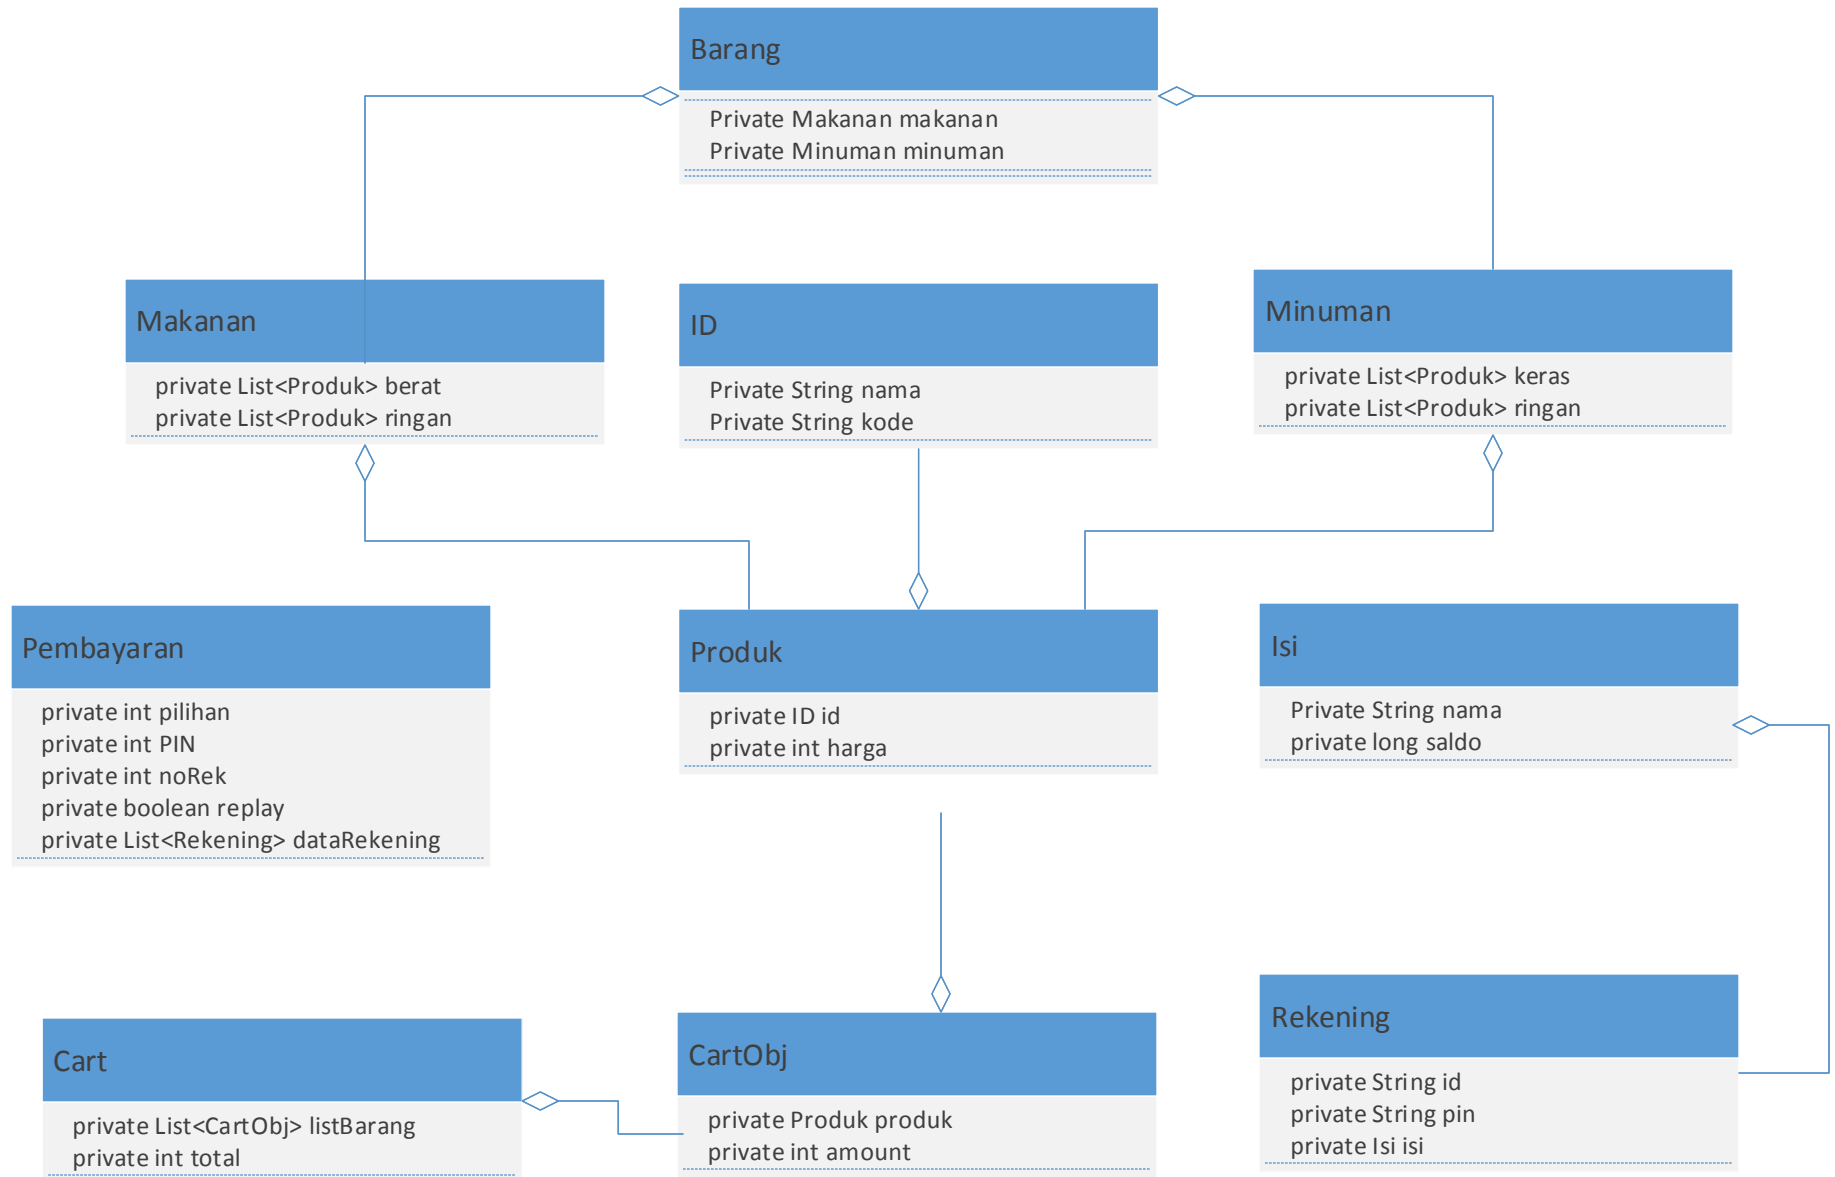 Barang
Private Makanan makanan
Private Minuman minuman
Makanan
private List<Produk> berat
private List<Produk> ringan
ID
Private String nama
Private String kode
Minuman
private List<Produk> keras
private List<Produk> ringan
Pembayaran
private int pilihan
private int PIN
private int noRek
private boolean replay
private List<Rekening> dataRekening
Produk
private ID id
private int harga
Isi
Private String nama
private long saldo
Cart
private List<CartObj> listBarang
private int total
CartObj
private Produk produk
private int amount
Rekening
private String id
private String pin
private Isi isi